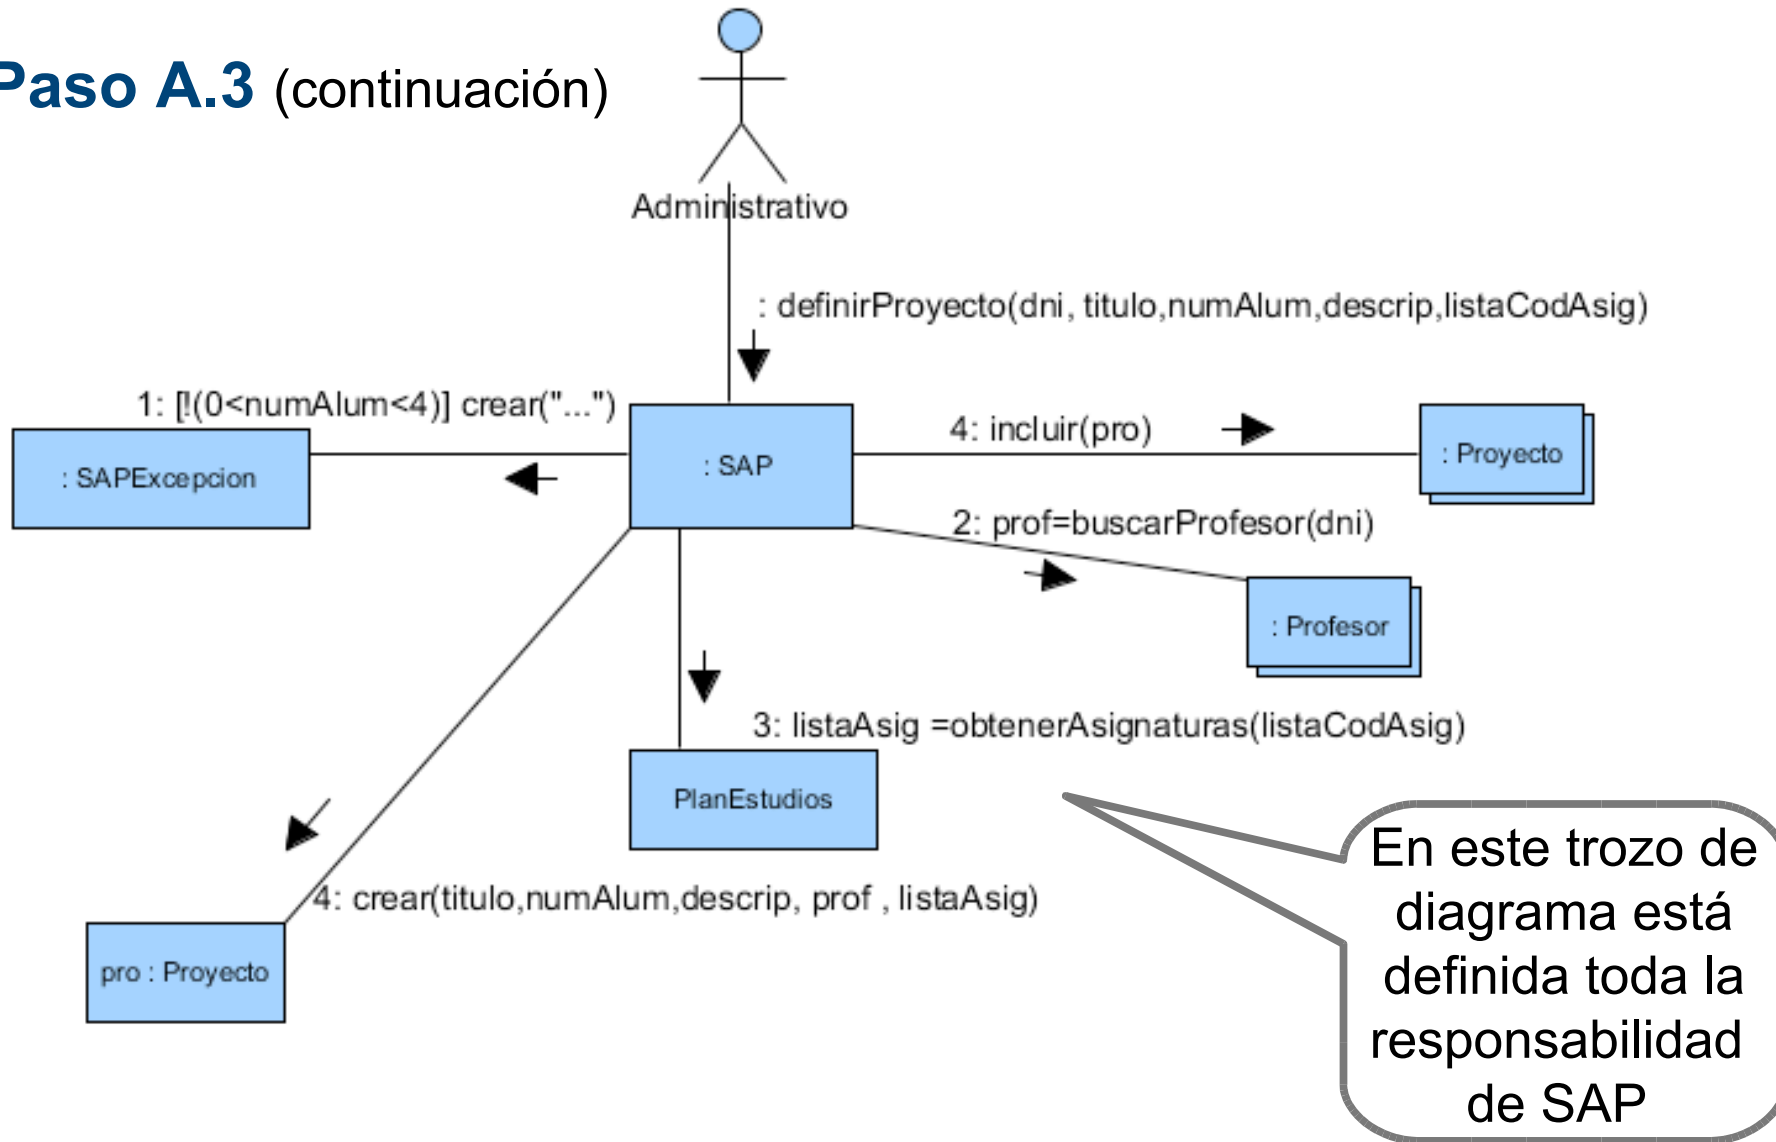 Paso A.3 (continuación)
Administrativo
: definirProyecto(dni, titulo,numAlum,descrip,listaCodAsig)
1: [!(0<numAlum<4)] crear("...")
4: incluir(pro)
: SAPExcepcion
: SAP
: Proyecto
2: prof=buscarProfesor(dni)
: Profesor
3: listaAsig =obtenerAsignaturas(listaCodAsig)
PlanEstudios
4: crear(titulo,numAlum,descrip, prof , listaAsig)
pro : Proyecto
En este trozo de
diagrama está
definida toda la
responsabilidad
de SAP